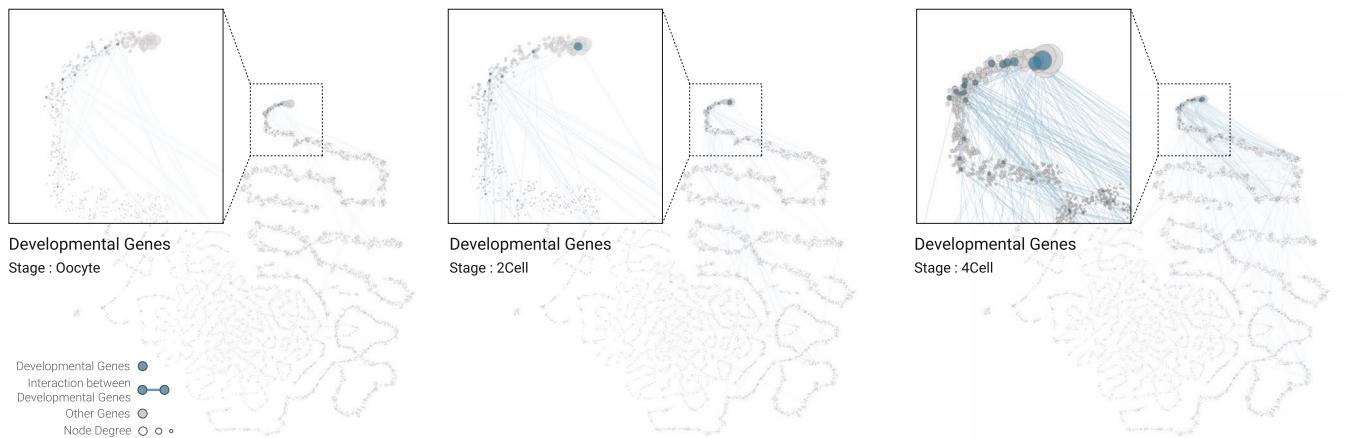 Developmental Genes
Stage : Oocyte
Developmental Genes
Stage : 2Cell
Developmental Genes
Stage : 4Cell
Developmental Genes
Interaction between
Developmental Genes
Other Genes
Node Degree